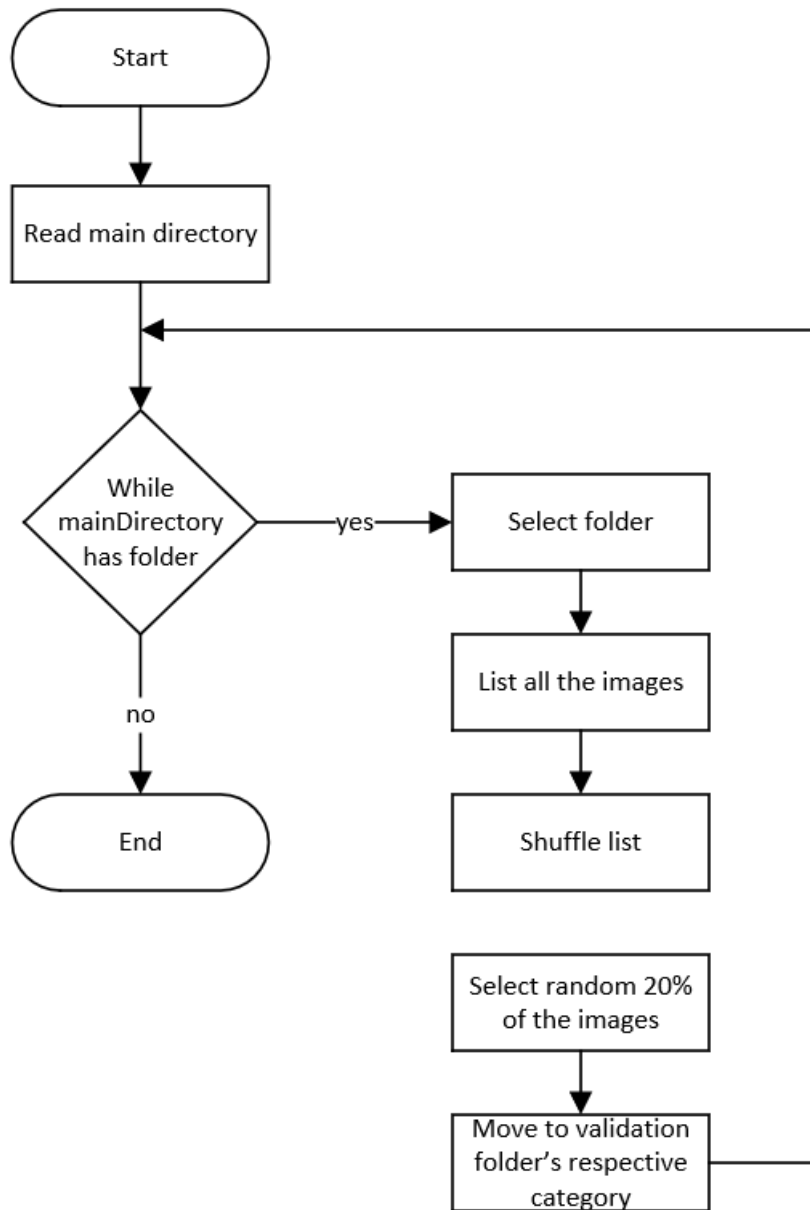 Start
Read main directory
While
mainDirectory
has folder
yes
Select folder
List all the images
no
Shuffle list
End
Select random 20%
of the images
Move to validation
folder’s respective
category